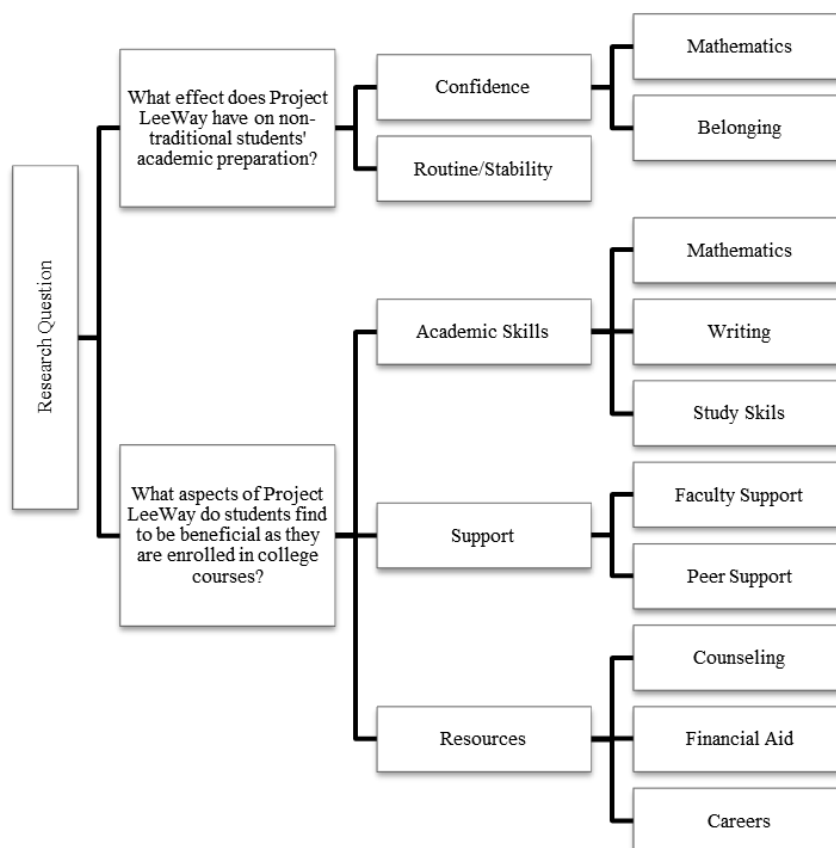 Research Question
What effect does Project
LeeWay have on non-
traditional students'
academic preparation?
Confidence
Mathematics
Belonging
Routine/Stability
What aspects of Project
LeeWay do students find
to be beneficial as they
are enrolled in college
courses?
Academic Skills
Mathematics
Writing
Study Skils
Support
Faculty Support
Peer Support
Resources
Counseling
Financial Aid
Careers